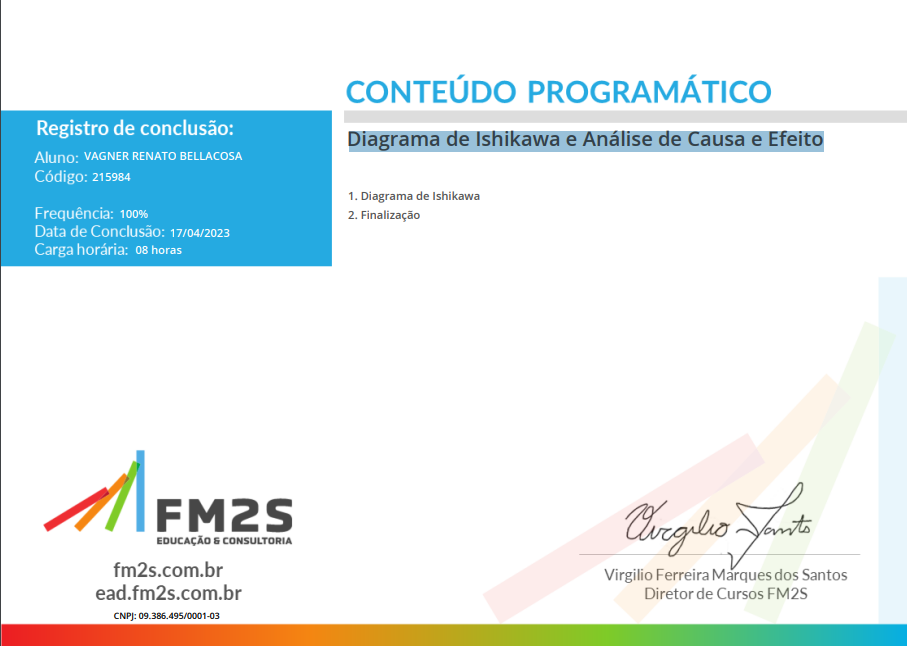 CONTEÚDO PROGRAMÁTICO
Registro de conclusão:
Aluno: VAGNER RENATO BELLACOSA
Código: 215984
Frequência: 100%
Data de Conclusão: 17/04/2023
Carga horária: 08 horas
Diagrama de Ishikawa e Análise de Causa e Efeito
1. Diagrama de Ishikawa
2. Finalização
FM2S
EDUCAÇÃO & CONSULTORIA
fm2s.com.br
ead.fm2s.com.br
CNPJ: 09.386.495/0001-03
Virgilio Santo
Virgilio Ferreira Marques dos Santos
Diretor de Cursos FM2S